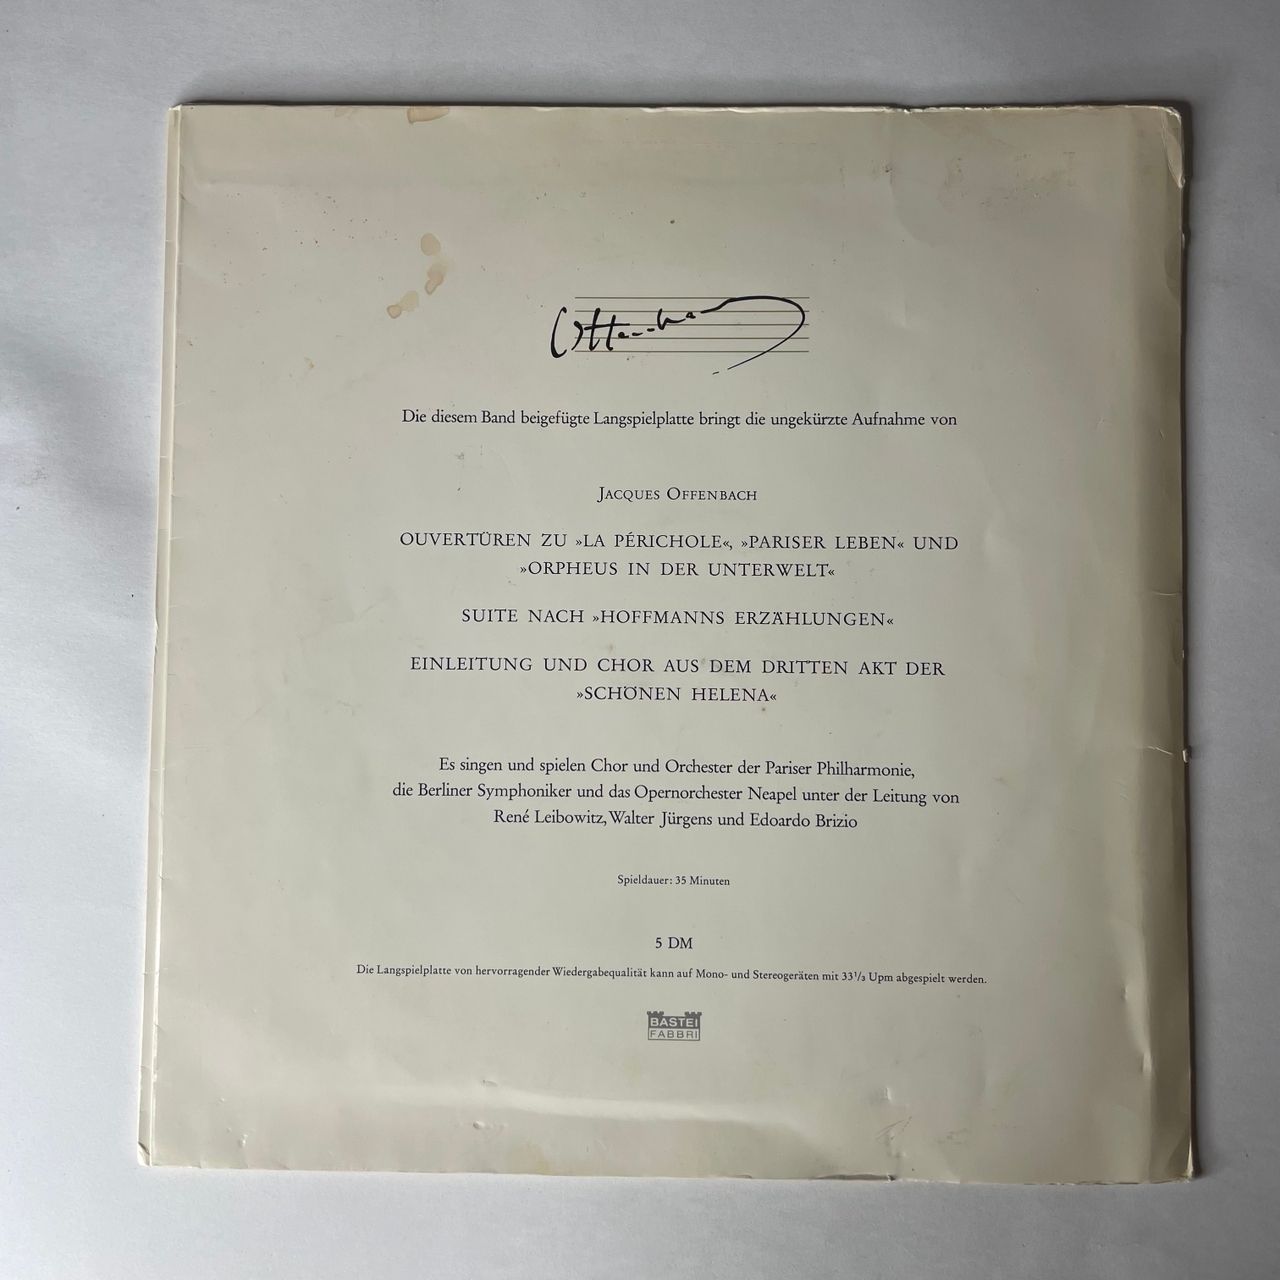 Offenbach
Die diesem Band beigefügte Langspielplatte bringt die ungekürzte Aufnahme von
JACQUES OFFENBACH
OUVERTÜREN ZU »LA PÉRICHOLE«, »PARISER LEBEN« UND
»ORPHEUS IN DER UNTERWELT«
SUITE NACH »HOFFMANNS ERZÄHLUNGEN«
EINLEITUNG UND CHOR AUS DEM DRITTEN AKT DER
»SCHÖNEN HELENA«
Es singen und spielen Chor und Orchester der Pariser Philharmonie,
die Berliner Symphoniker und das Opernorchester Neapel unter der Leitung von
René Leibowitz, Walter Jürgens und Edoardo Brizio
Spieldauer: 35 Minuten
5 DM
Die Langspielplatte von hervorragender Wiedergabequalität kann auf Mono- und Stereogeräten mit 33 1/3 Upm abgespielt werden.
BASTEI
FABBRI